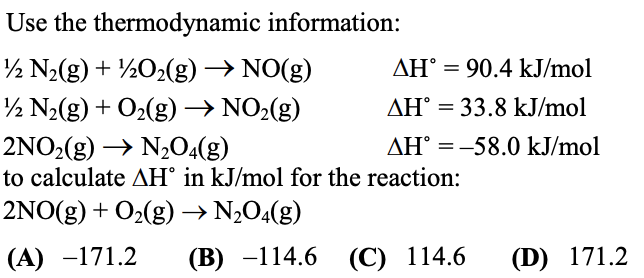 Use the thermodynamic information:
½ N₂(g) + ½O₂(g) → NO(g) ΔH° = 90.4 kJ/mol
½ N₂(g) + O₂(g) → NO₂(g) ΔH° = 33.8 kJ/mol
2NO₂(g) → N₂O₄(g) ΔH° = –58.0 kJ/mol
to calculate ΔH° in kJ/mol for the reaction:
2NO(g) + O₂(g) → N₂O₄(g)
(A) –171.2 (B) –114.6 (C) 114.6 (D) 171.2